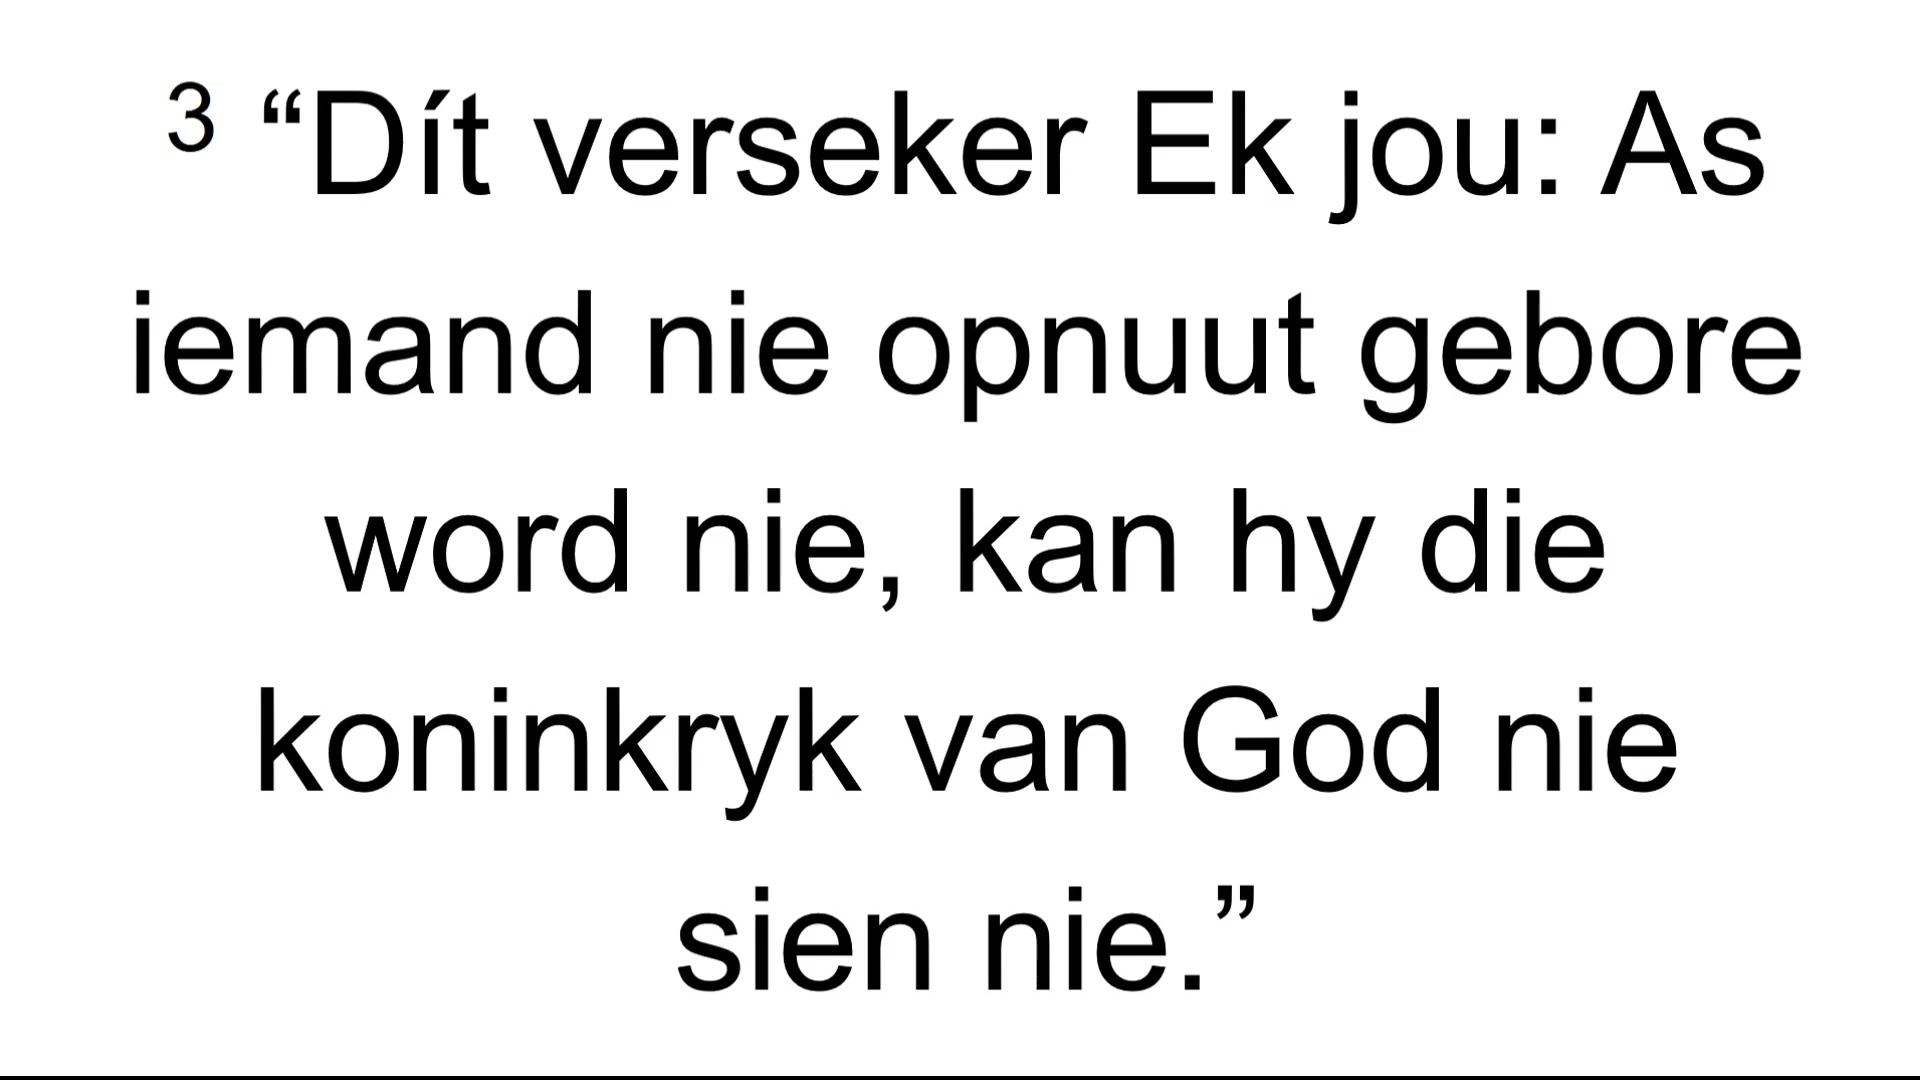 3 “Dít verseker Ek jou: As
iemand nie opnuut gebore
word nie, kan hy die
koninkryk van God nie
sien nie.”